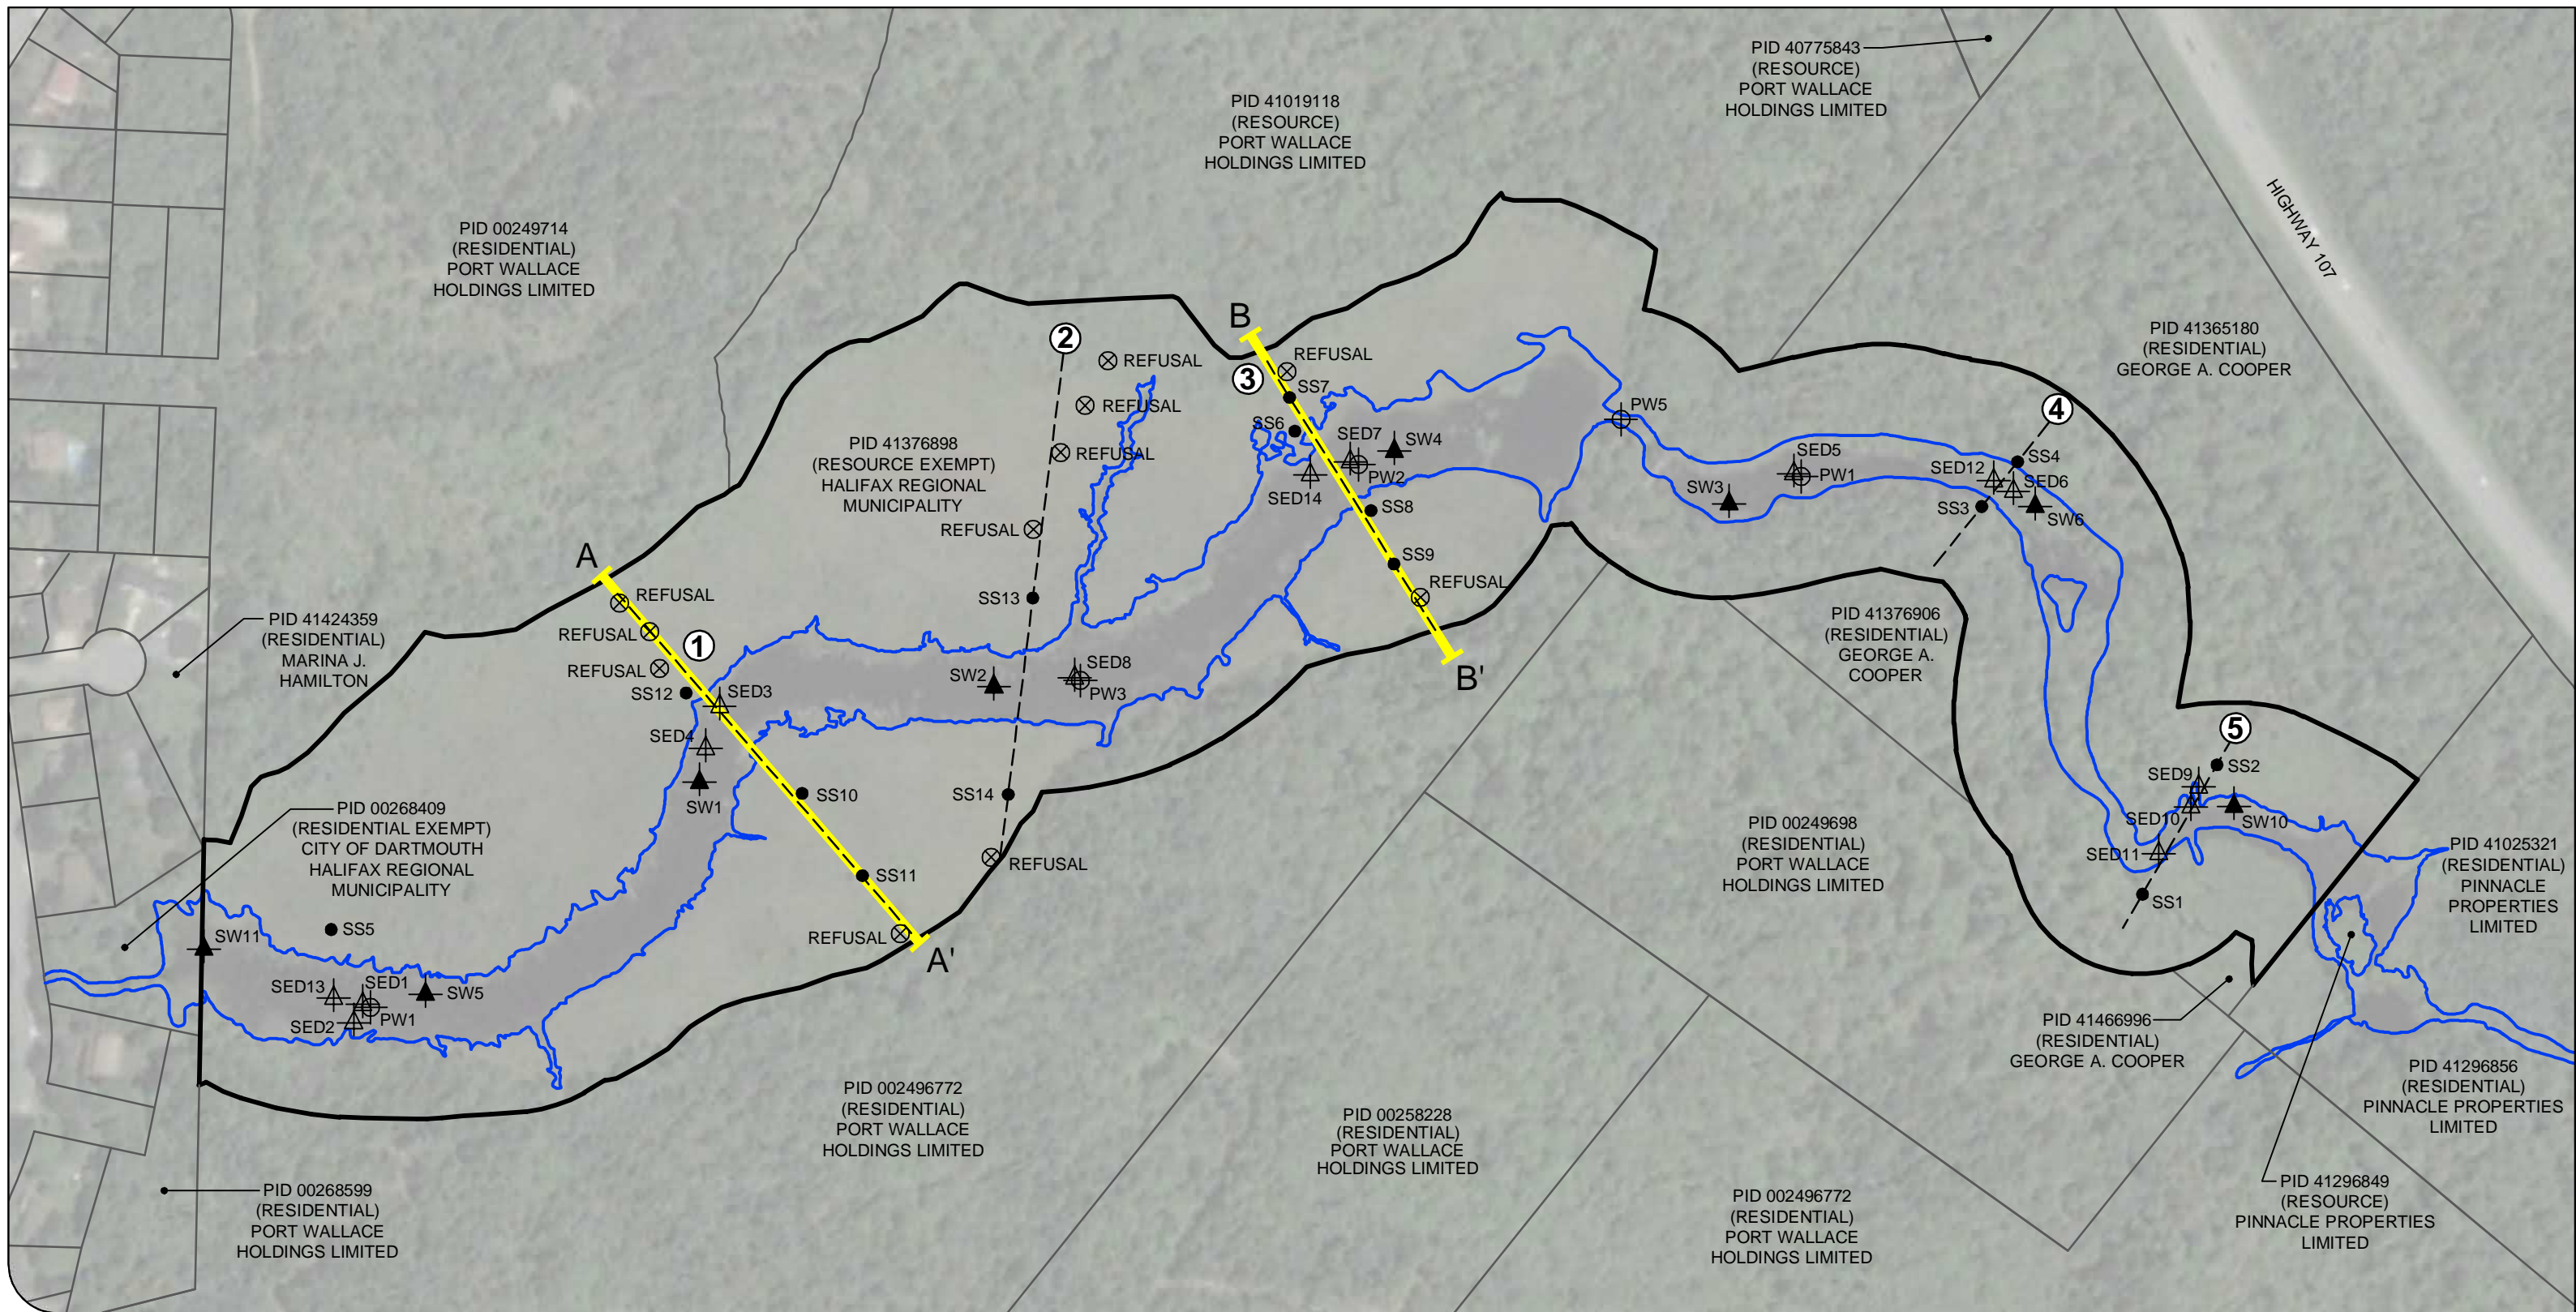 PID 40775843
(RESOURCE)
PORT WALLACE
HOLDINGS LIMITED
PID 41019118
(RESOURCE)
PORT WALLACE
HOLDINGS LIMITED
HIGHWAY 107
PID 00249714
(RESIDENTIAL)
PORT WALLACE
HOLDINGS LIMITED
PID 41365180
(RESIDENTIAL)
GEORGE A. COOPER
B
2
REFUSAL
REFUSAL
3
SS7
REFUSAL
PW5
4
SS6
REFUSAL
SED7
SW4
PW2
SED14
SS8
PID 41376898
(RESOURCE EXEMPT)
HALIFAX REGIONAL
MUNICIPALITY
REFUSAL
SED5
PW1
SW3
SS4
SED12
SED6
SS3
SW6
A
SS9
REFUSAL
REFUSAL
REFUSAL
SS13
PID 41424359
(RESIDENTIAL)
MARINA J.
HAMILTON
PID 41376906
(RESIDENTIAL)
GEORGE A.
COOPER
1
REFUSAL
SS12
SED3
SW2
SED8
PW3
B'
SED4
SW1
SS10
SS14
5
SS2
SED9
SED10
SW10
SED11
SS1
PID 00268409
(RESIDENTIAL EXEMPT)
CITY OF DARTMOUTH
HALIFAX REGIONAL
MUNICIPALITY
PID 00249698
(RESIDENTIAL)
PORT WALLACE
HOLDINGS LIMITED
PID 41025321
(RESIDENTIAL)
PINNACLE
PROPERTIES
LIMITED
SS11
REFUSAL
REFUSAL
A'
SW11
SS5
SED13
SED1
SW5
PW1
SED2
PID 41466996
(RESIDENTIAL)
GEORGE A. COOPER
PID 41296856
(RESIDENTIAL)
PINNACLE PROPERTIES
LIMITED
PID 002496772
(RESIDENTIAL)
PORT WALLACE
HOLDINGS LIMITED
PID 00258228
(RESIDENTIAL)
PORT WALLACE
HOLDINGS LIMITED
PID 00268599
(RESIDENTIAL)
PORT WALLACE
HOLDINGS LIMITED
PID 002496772
(RESIDENTIAL)
PORT WALLACE
HOLDINGS LIMITED
PID 41296849
(RESOURCE)
PINNACLE PROPERTIES
LIMITED